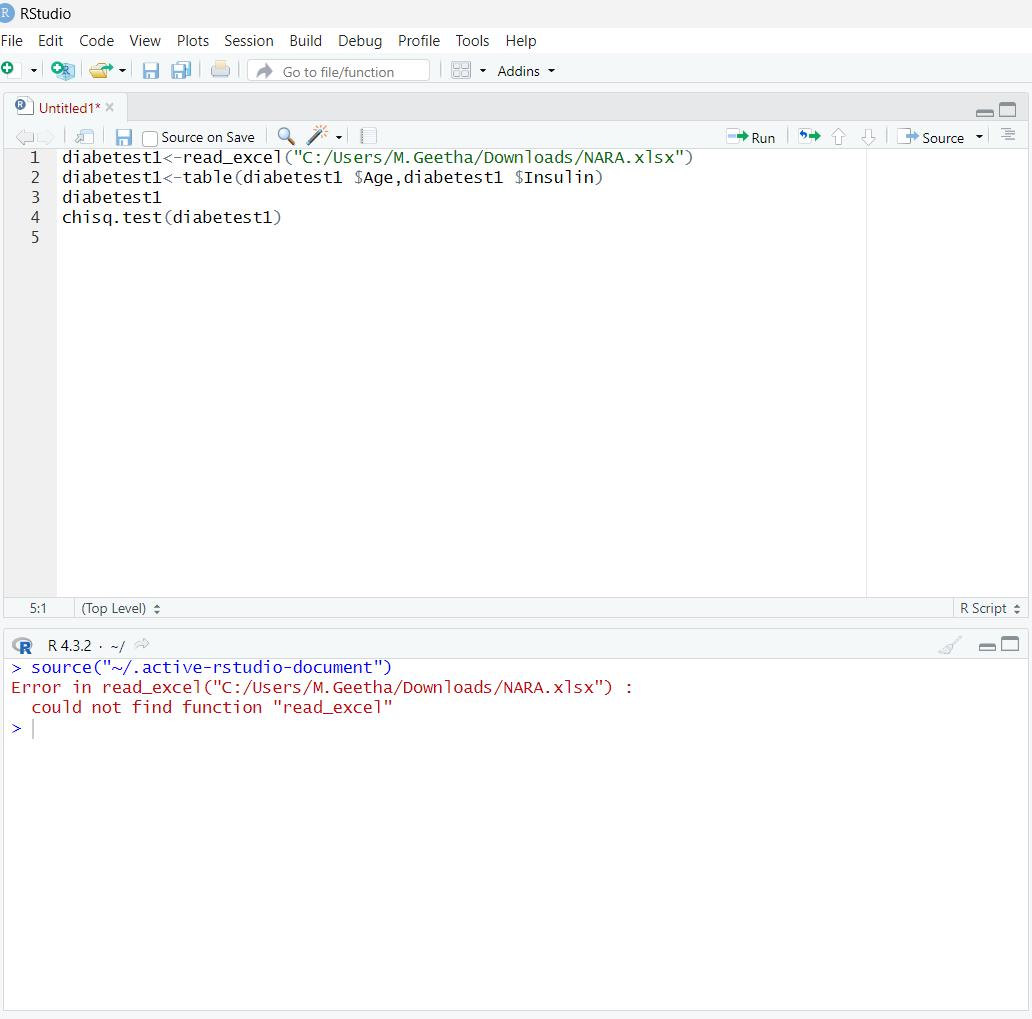 R RStudio
File Edit Code View Plots Session Build Debug Profile Tools Help
R Go to file/function Addins
R Untitled1*
Source on Save Run Source
1 diabetest1<-read_excel("C:/Users/M.Geetha/Downloads/NARA.xlsx")
2 diabetest1<-table(diabetest1 $Age,diabetest1 $Insulin)
3 diabetest1
4 chisq.test(diabetest1)
5
5:1 (Top Level) R Script
R R 4.3.2 · ~/
> source("~/.active-rstudio-document")
Error in read_excel("C:/Users/M.Geetha/Downloads/NARA.xlsx") :
could not find function "read_excel"
>